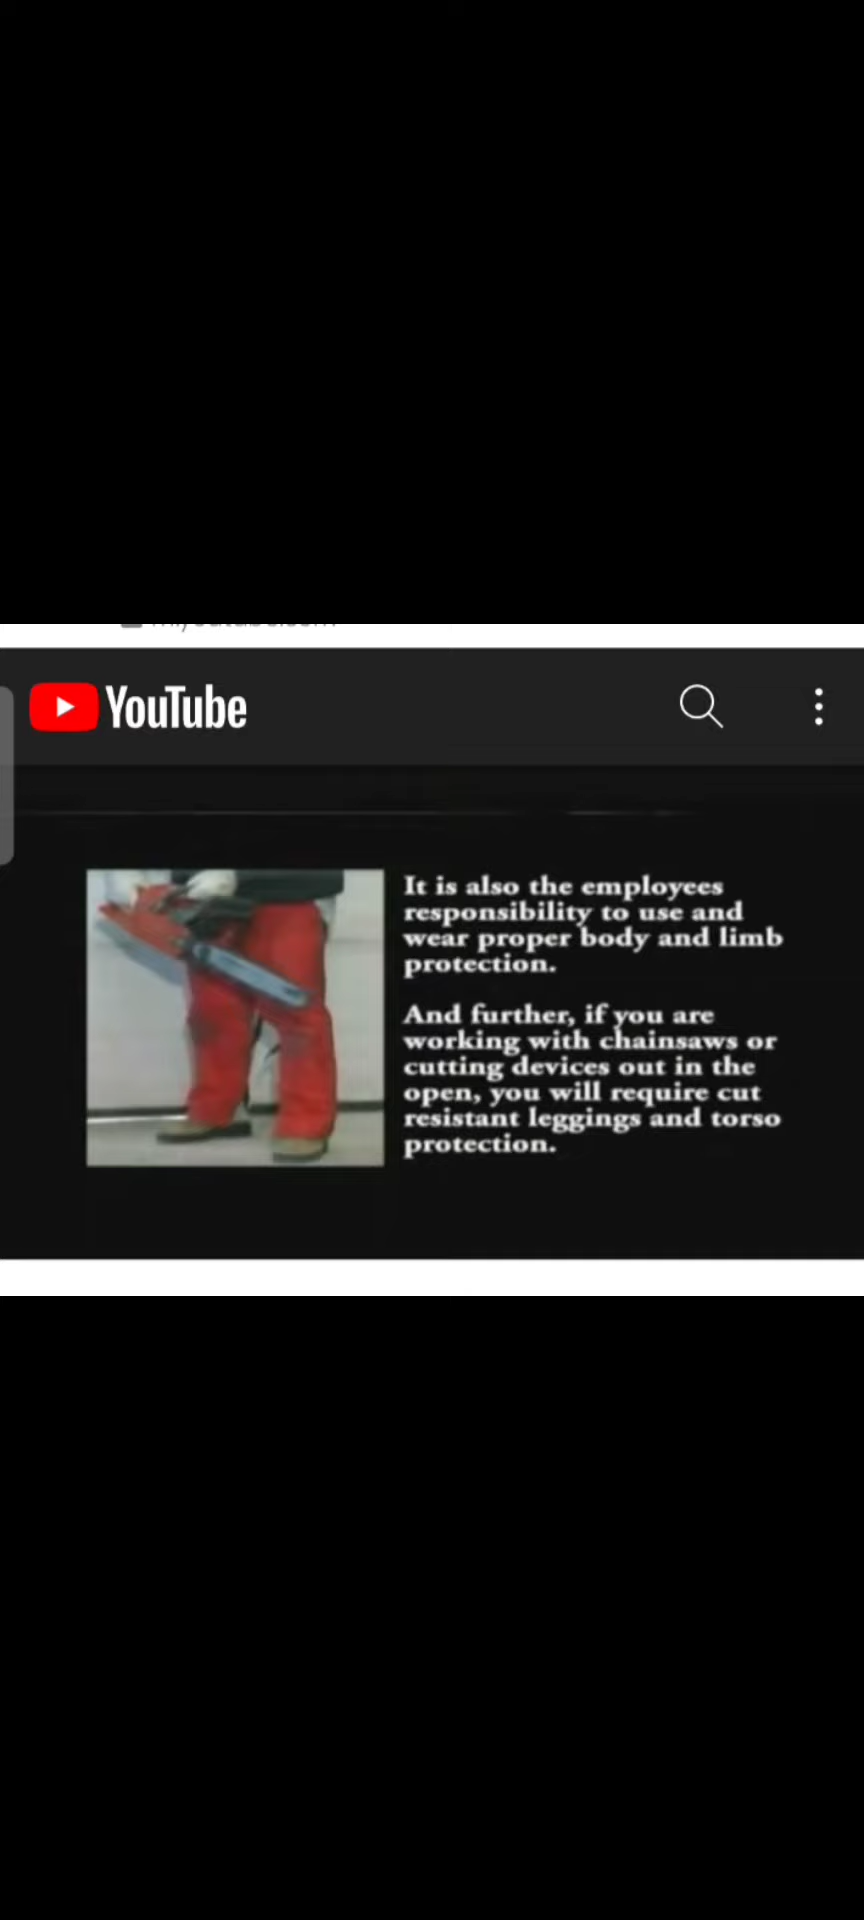 YouTube
It is also the employees
responsibility to use and
wear proper body and limb
protection.
And further, if you are
working with chainsaws or
cutting devices out in the
open, you will require cut
resistant leggings and torso
protection.